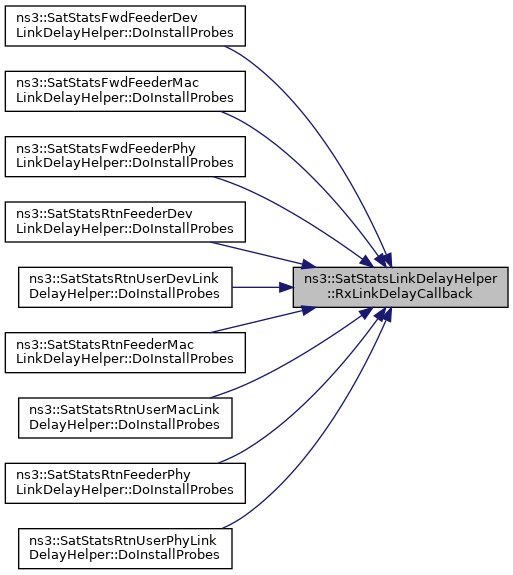 ns3::SatStatsFwdFeederDev
LinkDelayHelper::DoInstallProbes
ns3::SatStatsFwdFeederMac
LinkDelayHelper::DoInstallProbes
ns3::SatStatsFwdFeederPhy
LinkDelayHelper::DoInstallProbes
ns3::SatStatsRtnFeederDev
LinkDelayHelper::DoInstallProbes
ns3::SatStatsRtnUserDevLink
DelayHelper::DoInstallProbes
ns3::SatStatsLinkDelayHelper
::RxLinkDelayCallback
ns3::SatStatsRtnFeederMac
LinkDelayHelper::DoInstallProbes
ns3::SatStatsRtnUserMacLink
DelayHelper::DoInstallProbes
ns3::SatStatsRtnFeederPhy
LinkDelayHelper::DoInstallProbes
ns3::SatStatsRtnUserPhyLink
DelayHelper::DoInstallProbes